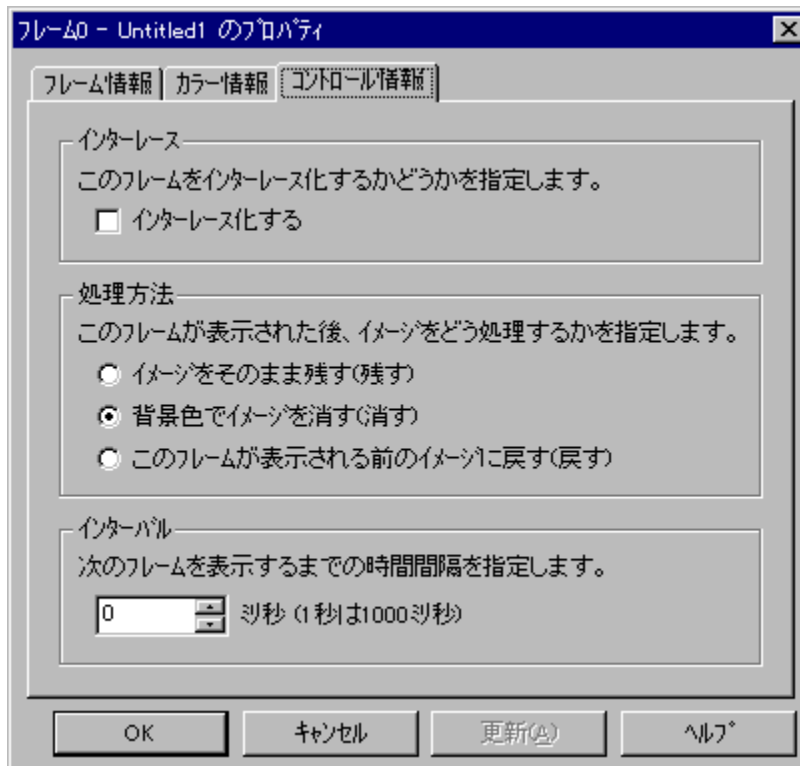 フレーム0 - Untitled1 のプロパティ
フレーム情報 カラー情報 コントロール情報
インターレース
このフレームをインターレース化するかどうかを指定します。
インターレース化する
処理方法
このフレームが表示された後、イメージをどう処理するかを指定します。
イメージをそのまま残す(残す)
背景色でイメージを消す(消す)
このフレームが表示される前のイメージに戻す(戻す)
インターバル
次のフレームを表示するまでの時間間隔を指定します。
0 ミリ秒 (1秒は1000ミリ秒)
OK キャンセル 更新(A) ヘルプ